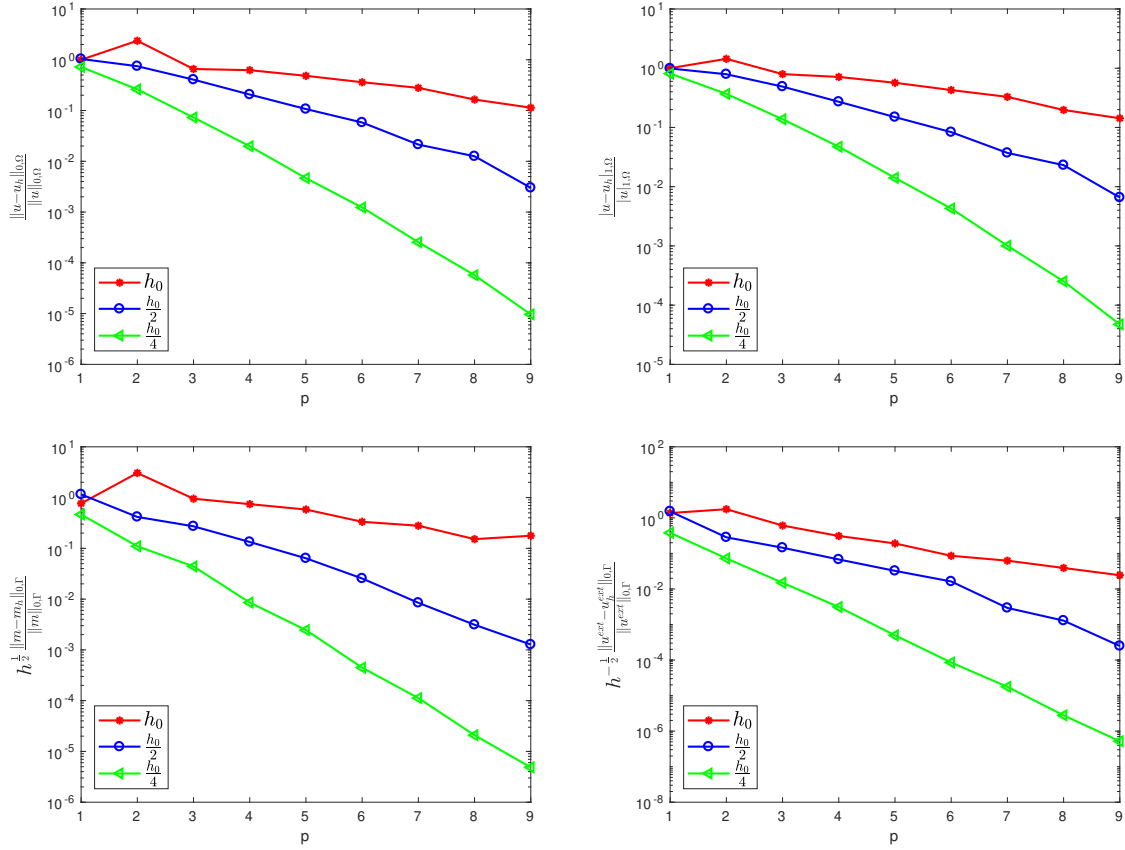 10^1
10^0
10^-1
10^-2
10^-3
10^-4
10^-5
10^-6
1 2 3 4 5 6 7 8 9
p
||u−u_h||_{0,Ω} / ||u||_{0,Ω}
h_0
h_0/2
h_0/4
10^1
10^0
10^-1
10^-2
10^-3
10^-4
10^-5
1 2 3 4 5 6 7 8 9
p
|u−u_h|_{1,Ω} / |u|_{1,Ω}
h_0
h_0/2
h_0/4
10^1
10^0
10^-1
10^-2
10^-3
10^-4
10^-5
10^-6
1 2 3 4 5 6 7 8 9
p
h^{1/2} ||m−m_h||_{0,Γ} / ||m||_{0,Γ}
h_0
h_0/2
h_0/4
10^2
10^0
10^-2
10^-4
10^-6
10^-8
1 2 3 4 5 6 7 8 9
p
h^{−1/2} ||u^{ext}−u_h^{ext}||_{0,Γ} / ||u^{ext}||_{0,Γ}
h_0
h_0/2
h_0/4